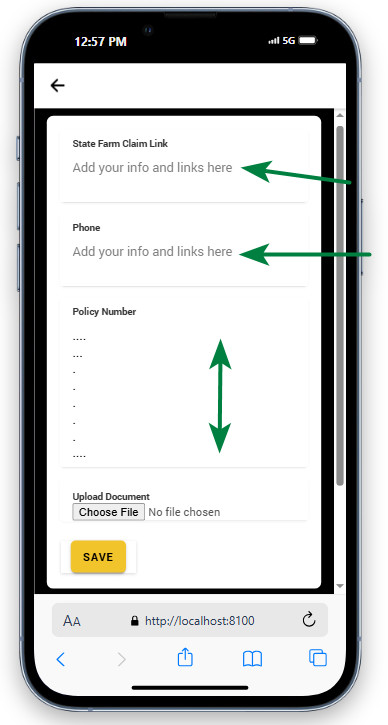 12:57 PM
5G
State Farm Claim Link
Add your info and links here
Phone
Add your info and links here
Policy Number
....
...
.
.
.
.
.
....
Upload Document
Choose File No file chosen
SAVE
AA http://localhost:8100